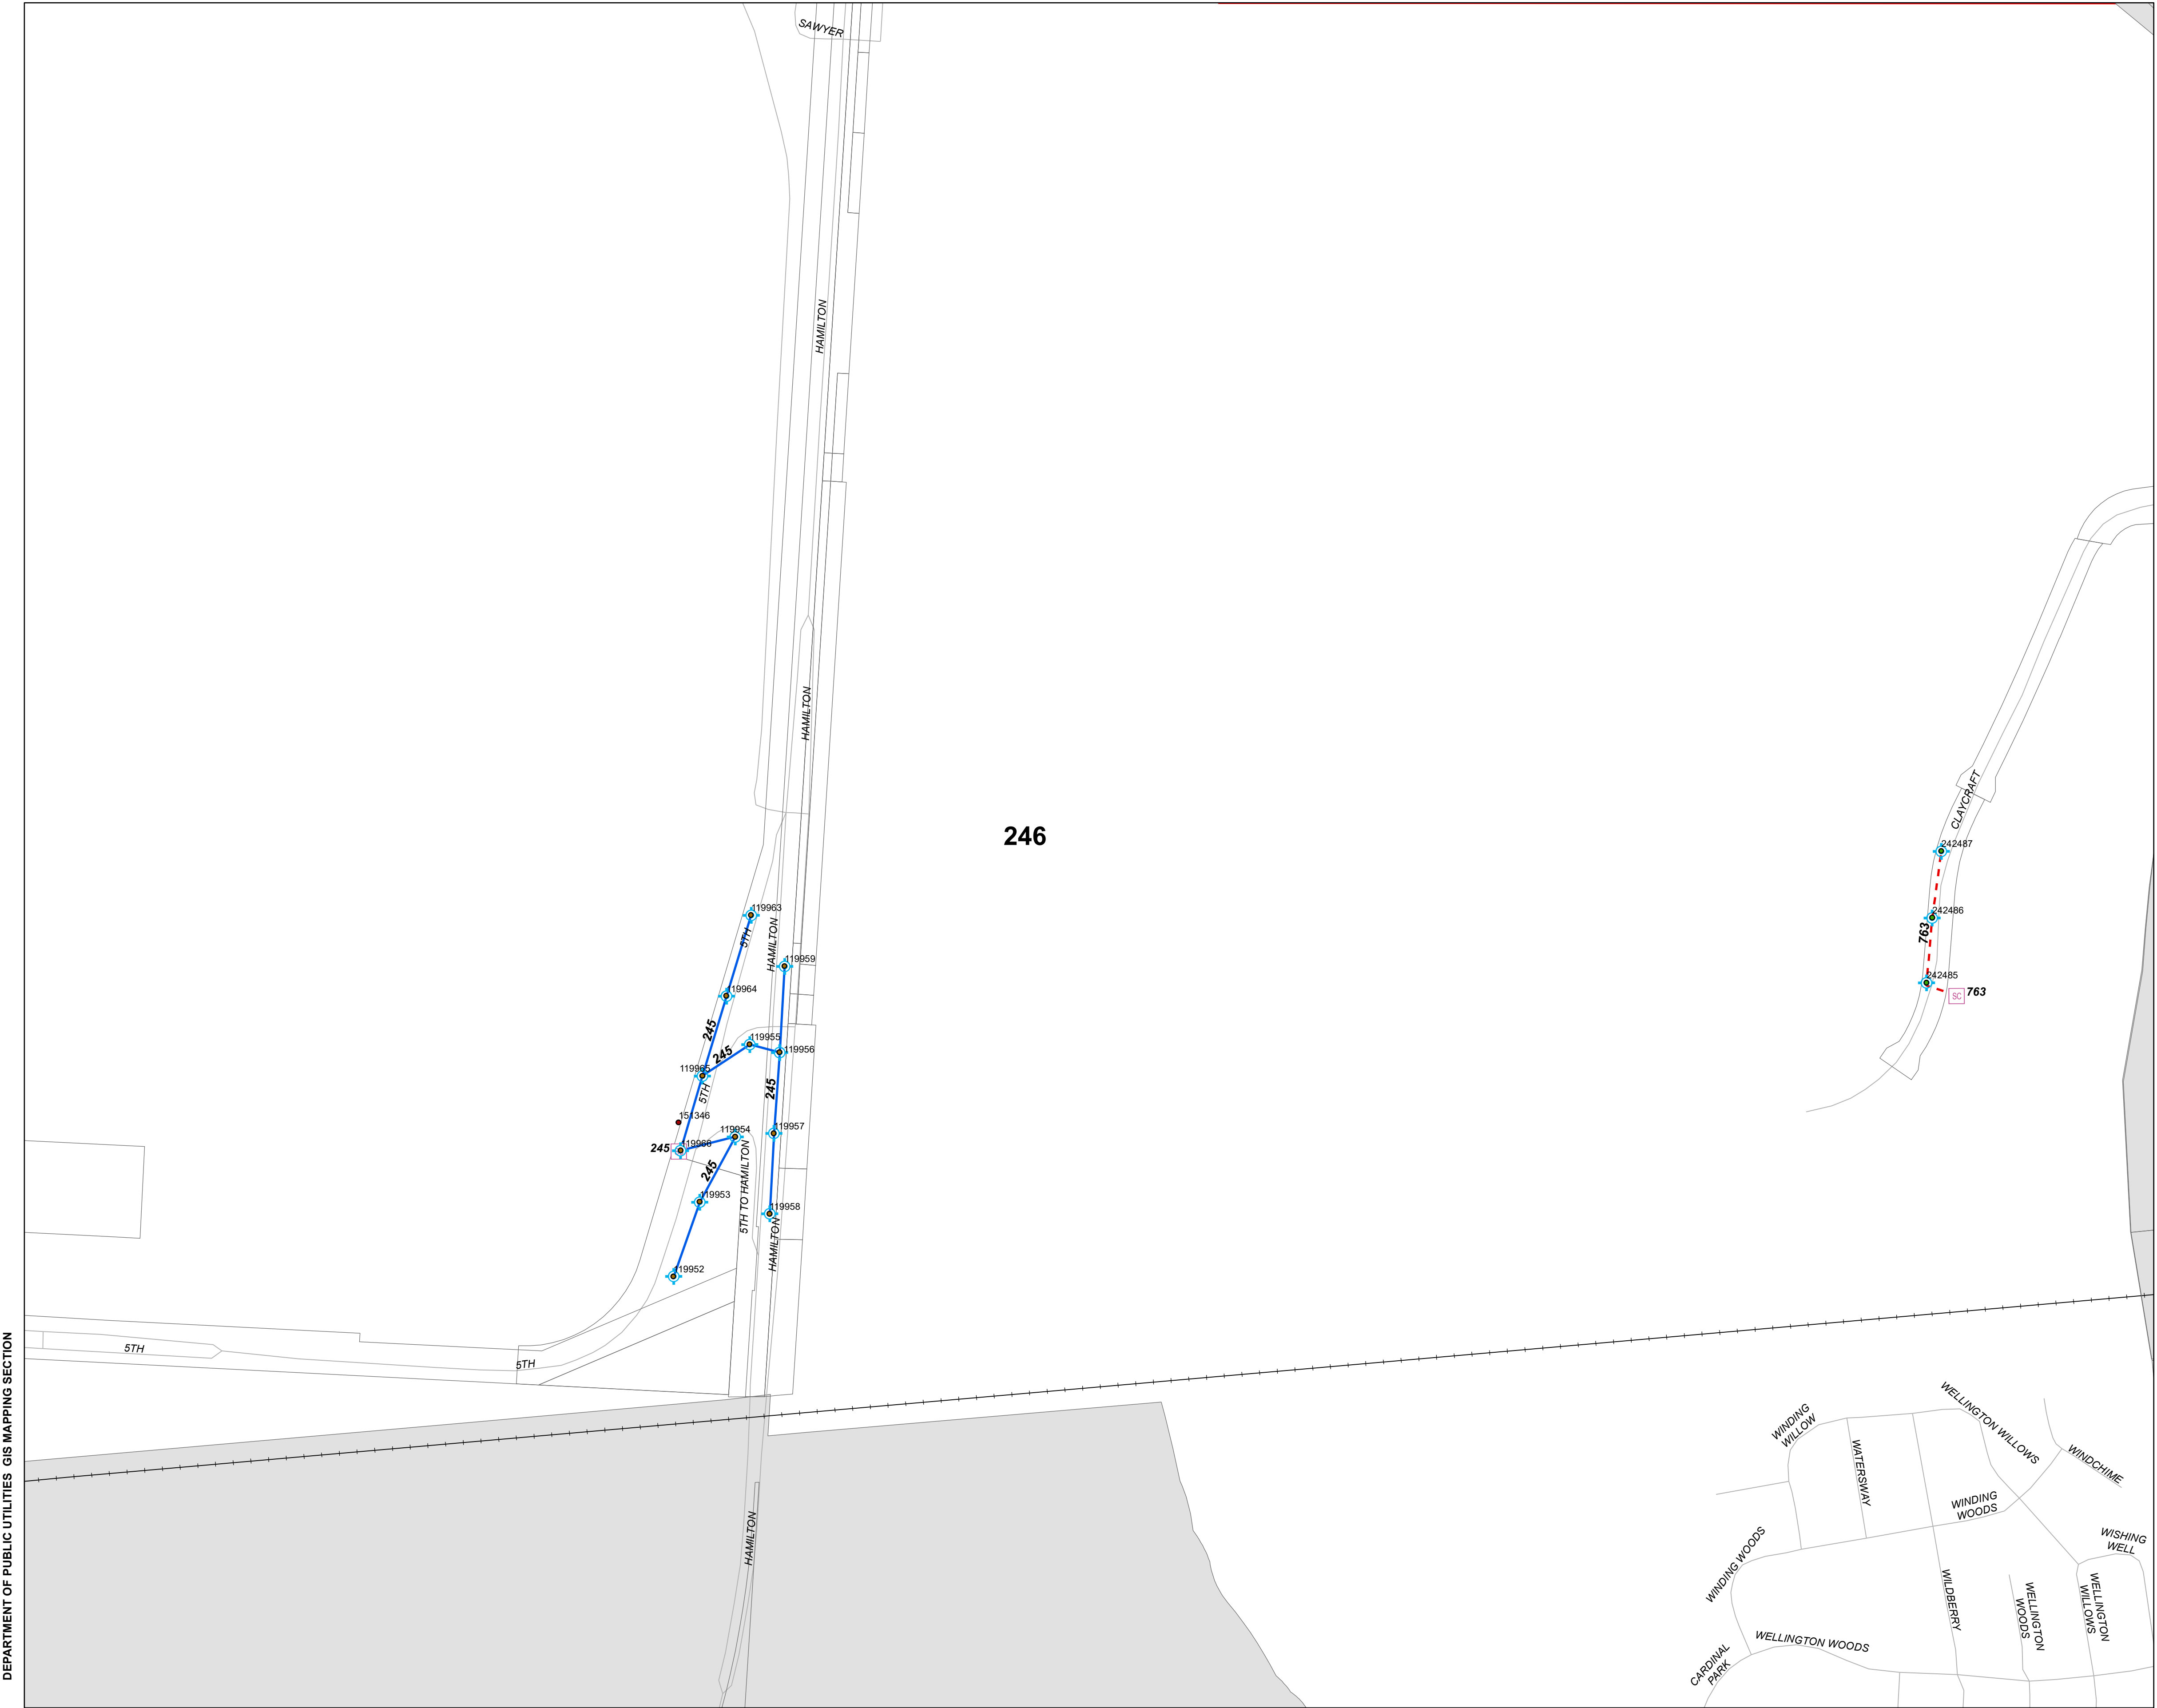 SAWYER
HAMILTON
HAMILTON
246
CLAYCRAFT
242487
119963
5TH
HAMILTON
242486
763
119959
242485
SC
763
119964
245
119955
245
119956
119965
5TH
245
151346
119954
119957
245
119966
5TH TO HAMILTON
245
119953
119958
HAMILTON
119952
5TH
5TH
DEPARTMENT OF PUBLIC UTILITIES GIS MAPPING SECTION
HAMILTON
WINDING
WILLOW
WELLINGTON WILLOWS
WATERSWAY
WINDCHIME
WINDING
WOODS
WISHING
WELL
WINDING WOODS
WILDBERRY
WELLINGTON
WOODS
WELLINGTON
WILLOWS
WELLINGTON WOODS
CARDINAL
PARK